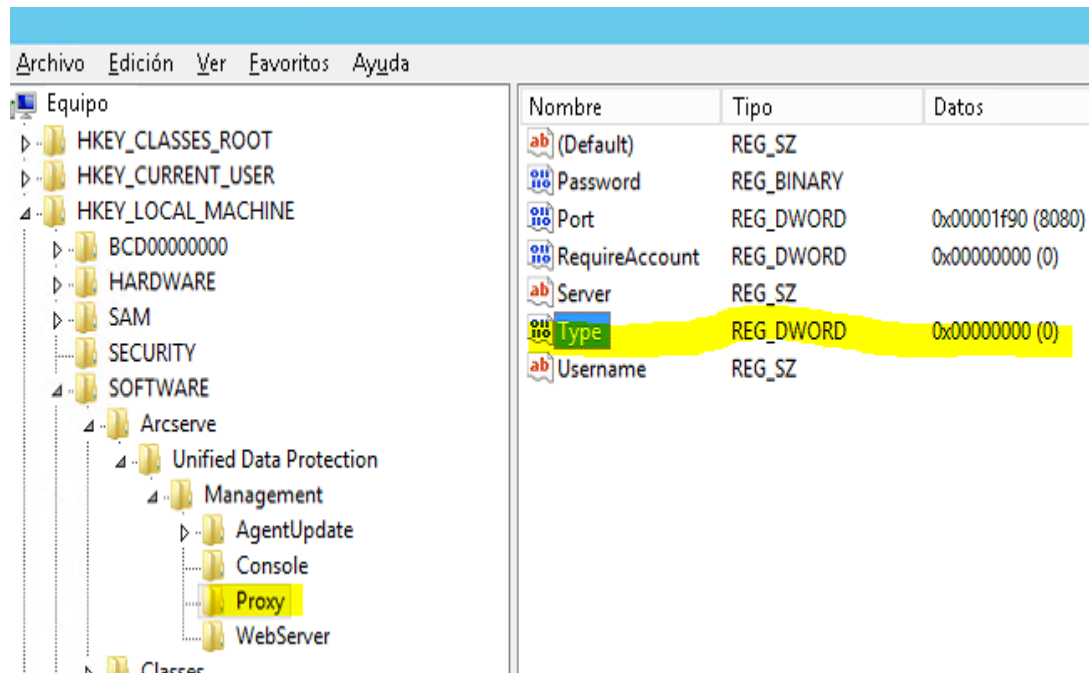 Archivo Edición Ver Favoritos Ayuda
Equipo
HKEY_CLASSES_ROOT
HKEY_CURRENT_USER
HKEY_LOCAL_MACHINE
BCD00000000
HARDWARE
SAM
SECURITY
SOFTWARE
Arcserve
Unified Data Protection
Management
AgentUpdate
Console
Proxy
WebServer
Classes
Nombre Tipo Datos
(Default) REG_SZ
Password REG_BINARY
Port REG_DWORD 0x00001f90 (8080)
RequireAccount REG_DWORD 0x00000000 (0)
Server REG_SZ
Type REG_DWORD 0x00000000 (0)
Username REG_SZ